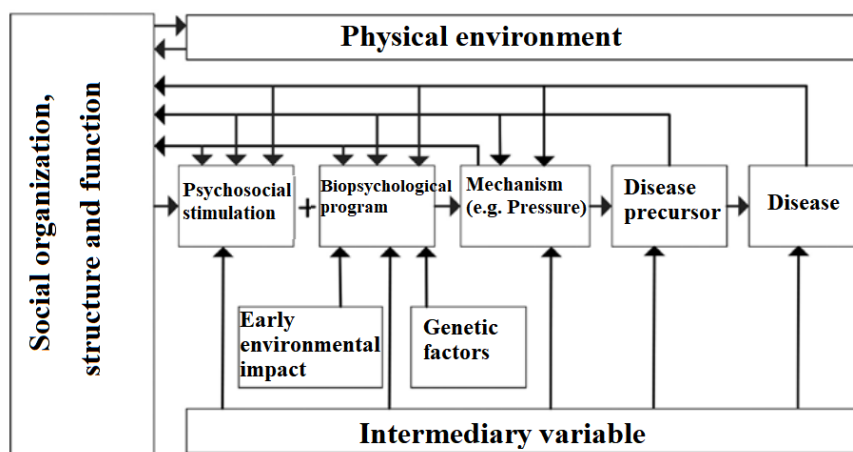 Social organization,
structure and function
Physical environment
Psychosocial
stimulation
+
Biopsychological
program
Mechanism
(e.g. Pressure)
Disease
precursor
Disease
Early
environmental
impact
Genetic
factors
Intermediary variable